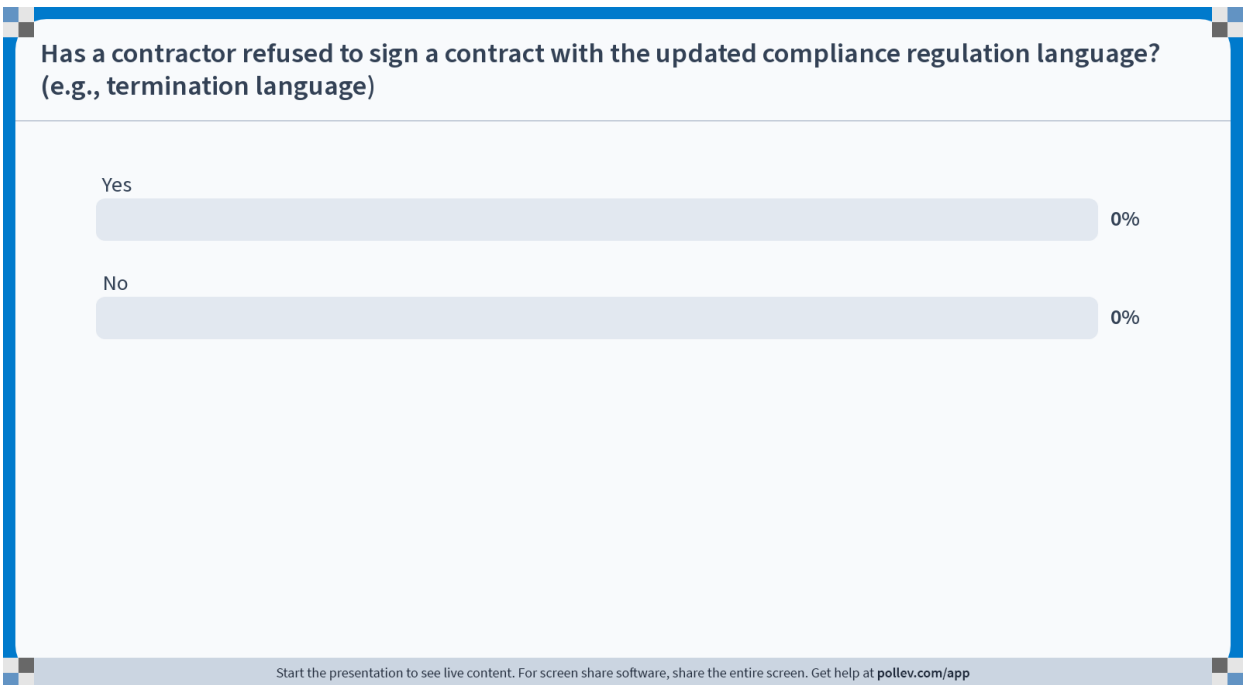 Has a contractor refused to sign a contract with the updated compliance regulation language?
(e.g., termination language)
Yes
0%
No
0%
Start the presentation to see live content. For screen share software, share the entire screen. Get help at pollev.com/app